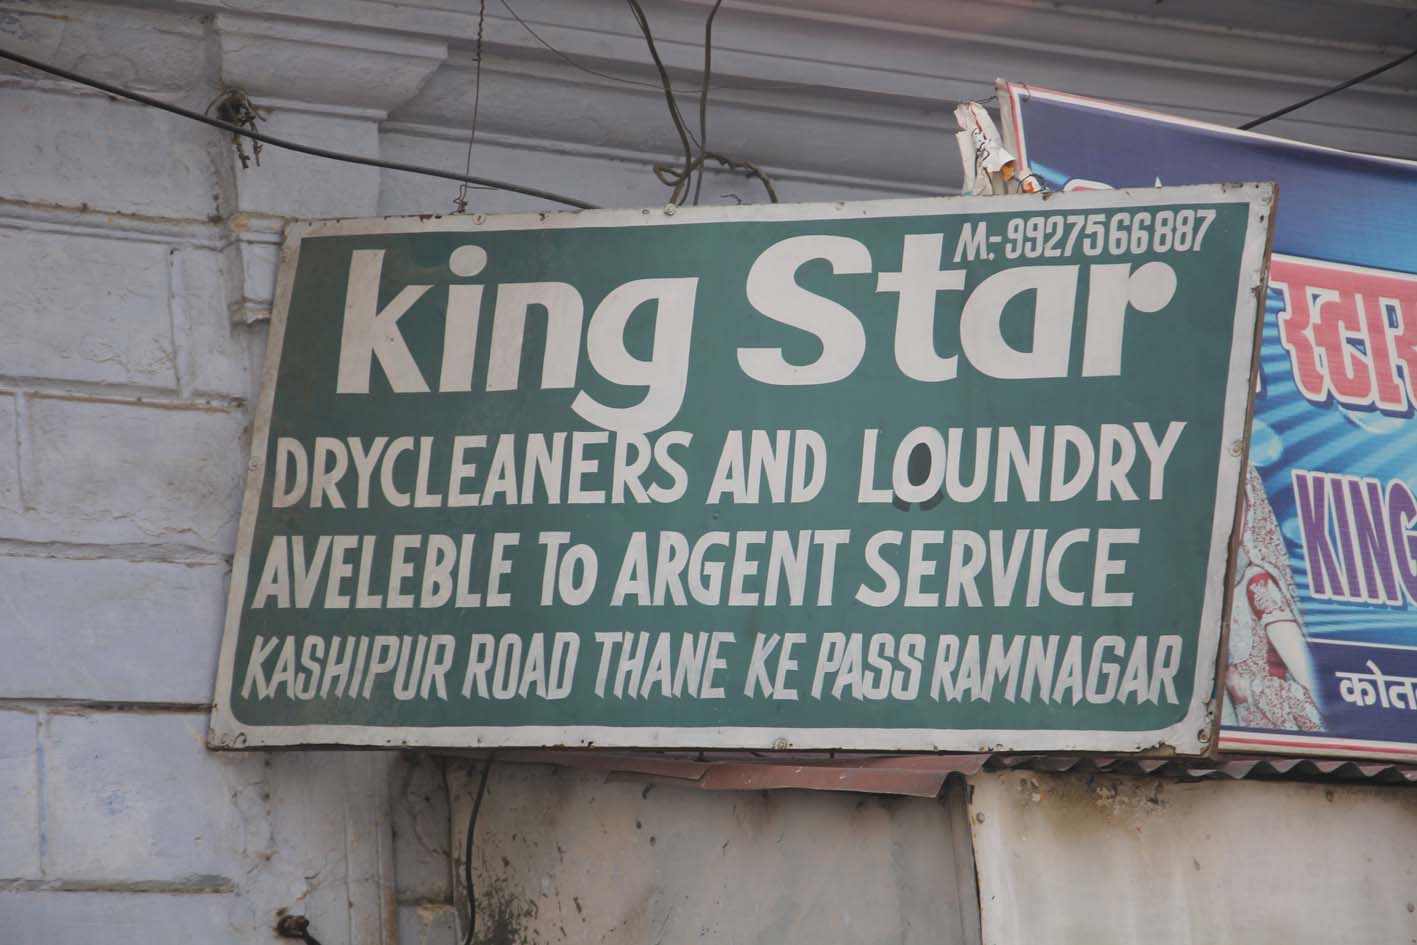 M:-9927566887
King Star
DRYCLEANERS AND LOUNDRY
AVELEBLE To ARGENT SERVICE
KASHIPUR ROAD THANE KE PASS RAMNAGAR
KING